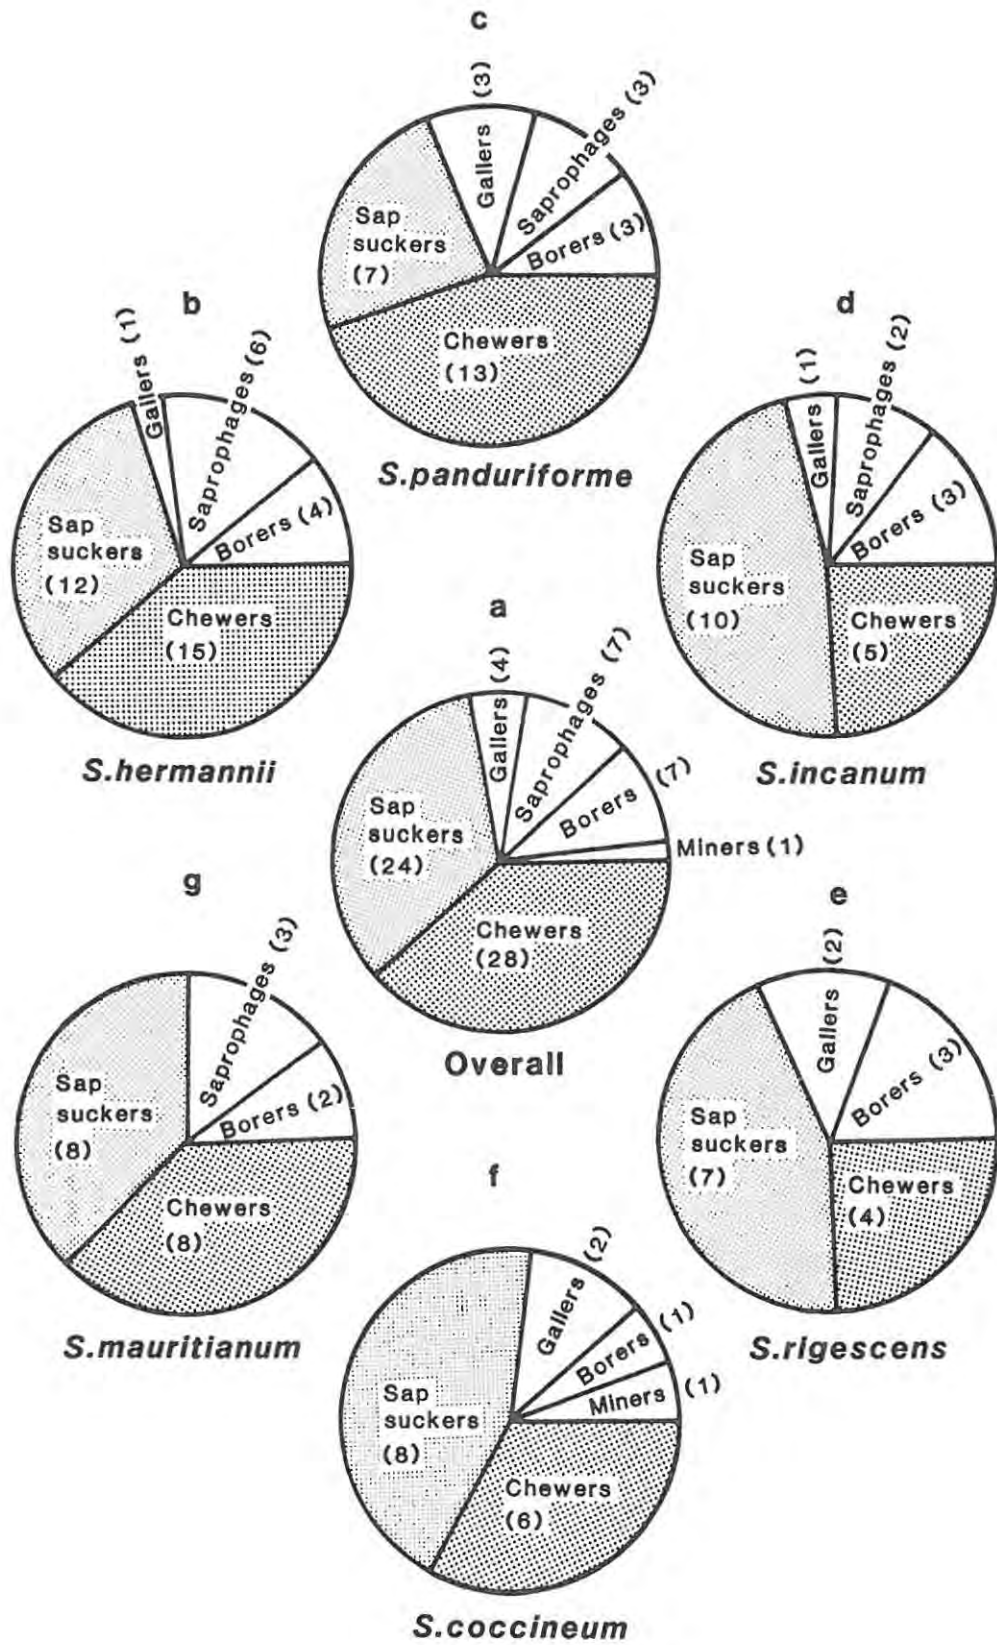 c
Gallers (3)
Saprophages (3)
Sap
suckers
(7)
Borers (3)
Chewers
(13)
S.panduriforme
b
Gallers (1)
Saprophages (6)
Sap
suckers
(12)
Borers (4)
Chewers
(15)
S.hermannii
d
Gallers (1)
Saprophages (2)
Borers (3)
Sap
suckers
(10)
Chewers
(5)
S.incanum
a
Gallers (4)
Saprophages (7)
Borers (7)
Miners (1)
Sap
suckers
(24)
Chewers
(28)
Overall
g
Saprophages (3)
Sap
suckers
(8)
Borers (2)
Chewers
(8)
S.mauritianum
e
Gallers (2)
Borers (3)
Sap
suckers
(7)
Chewers
(4)
S.rigescens
f
Gallers (2)
Borers (1)
Miners (1)
Sap
suckers
(8)
Chewers
(6)
S.coccineum